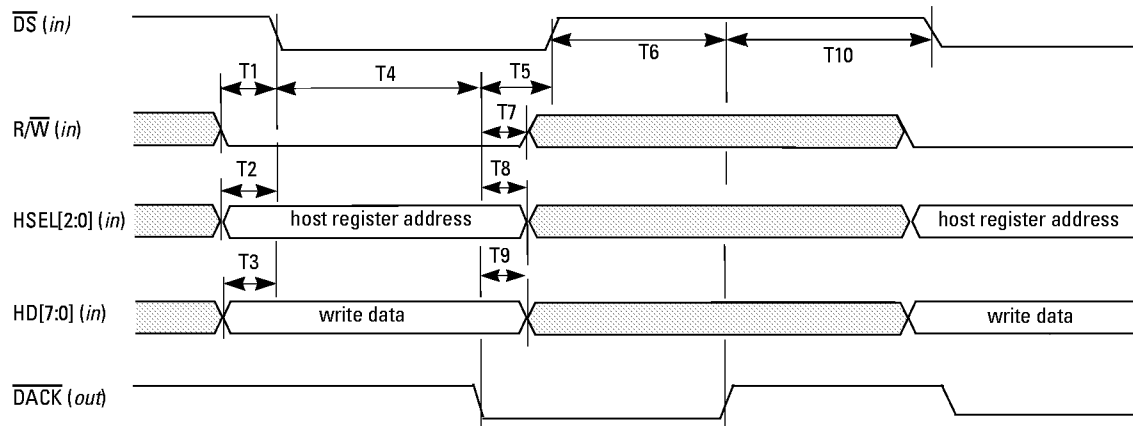 DS (in)
T1
T4
T5
T6
T10
R/W (in)
T7
T2
T8
HSEL[2:0] (in)
host register address
host register address
T3
T9
HD[7:0] (in)
write data
write data
DACK (out)